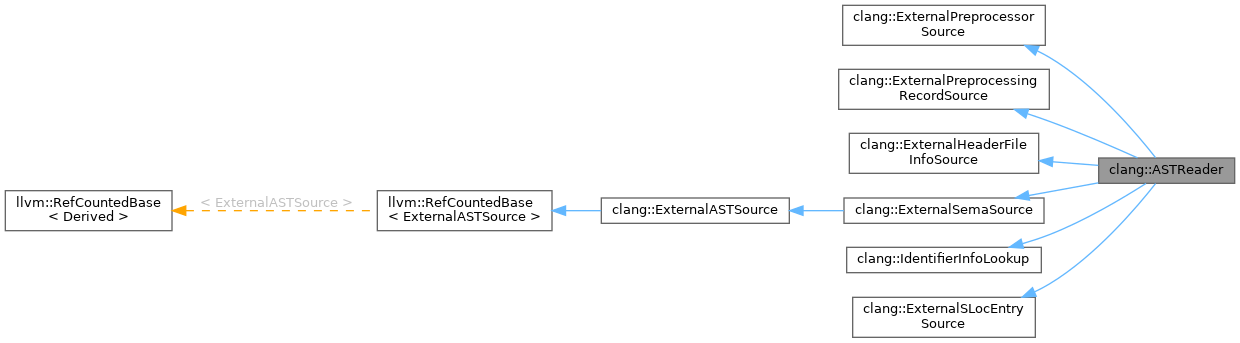 clang::ExternalPreprocessor
Source
clang::ExternalPreprocessing
RecordSource
clang::ExternalHeaderFile
InfoSource
clang::ASTReader
llvm::RefCountedBase
< Derived >
< ExternalASTSource >
llvm::RefCountedBase
< ExternalASTSource >
clang::ExternalASTSource
clang::ExternalSemaSource
clang::IdentifierInfoLookup
clang::ExternalSLocEntry
Source